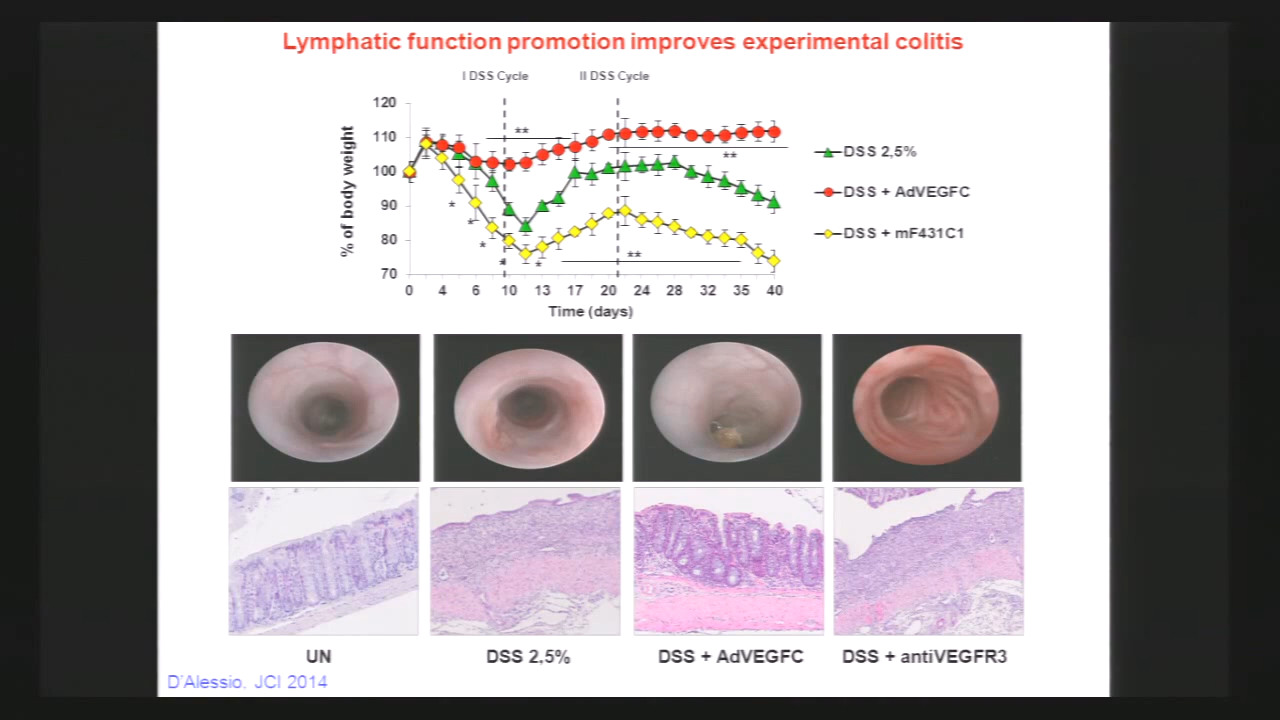 Lymphatic function promotion improves experimental colitis
I DSS Cycle
II DSS Cycle
120
110
100
90
80
70
% of body weight
**
**
**
*
*
*
*
*
0 4 6 10 13 17 20 24 28 32 35 40
Time (days)
DSS 2,5%
DSS + AdVEGFC
DSS + mF431C1
UN
DSS 2,5%
DSS + AdVEGFC
DSS + antiVEGFR3
D'Alessio, JCI 2014